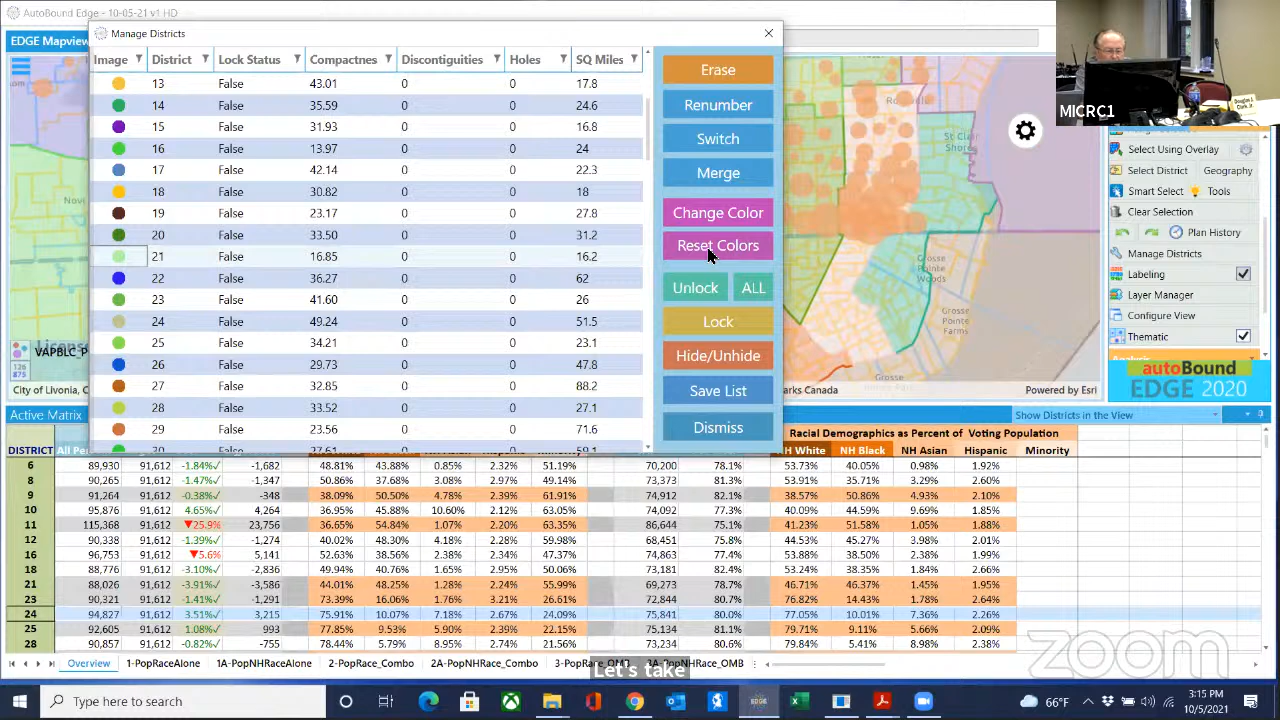 AutoBound Edge - 10-05-21 v1 HD
EDGE Mapview
Manage Districts
Image District Lock Status Compactnes Discontiguities Holes SQ Miles
13 False 43.01 0 0 17.8
14 False 35.59 0 0 24.6
15 False 31.93 0 0 16.8
16 False 13.97 0 0 24
17 False 42.14 0 0 22.3
18 False 30.82 0 0 18
19 False 23.17 0 0 27.8
20 False 33.50 0 0 31.2
21 False 16.85 0 0 16.2
22 False 36.27 0 0 62
23 False 41.60 0 0 26
24 False 49.24 0 0 51.5
25 False 34.21 0 0 23.1
26 False 29.73 0 0 47.8
27 False 32.85 0 0 88.2
28 False 33.52 0 0 27.1
29 False 23.56 0 0 71.6
Erase
Renumber
Switch
Merge
Change Color
Reset Colors
Unlock ALL
Lock
Hide/Unhide
Save List
Dismiss
St Clair
Shores
Grosse
Pointe
Woods
Grosse
Pointe
Farms
Grosse
Novi
VAPBLC_P
City of Livonia,
arks Canada
Powered by Esri
MICRC1
Douglas J.
Clark, Jr.
Select Using Overlay
Select District Geography
Smart Select Tools
Clear Selection
Plan History
Manage Districts
Labeling
Layer Manager
Configure View
Thematic
autoBound
EDGE 2020
Active Matrix
Show Districts in the View
Racial Demographics as Percent of Voting Population
DISTRICT NH White NH Black NH Asian Hispanic Minority
6 89,930 91,612 -1.84%✓ -1,682 48.81% 43.88% 0.85% 2.32% 51.19% 70,200 78.1% 53.73% 40.05% 0.98% 1.92%
8 90,265 91,612 -1.47%✓ -1,347 50.86% 37.68% 3.08% 2.97% 49.14% 73,373 81.3% 53.91% 35.71% 3.29% 2.60%
9 91,264 91,612 -0.38%✓ -348 38.09% 50.50% 4.78% 2.39% 61.91% 74,912 82.1% 38.57% 50.86% 4.93% 2.10%
10 95,876 91,612 4.65%✓ 4,264 36.95% 45.88% 10.60% 2.12% 63.05% 74,092 77.3% 40.09% 44.59% 9.69% 1.85%
11 115,368 91,612 ▼25.9% 23,756 36.65% 54.84% 1.07% 2.20% 63.35% 86,644 75.1% 41.23% 51.58% 1.05% 1.88%
12 90,338 91,612 -1.39%✓ -1,274 40.02% 48.30% 4.18% 2.28% 59.98% 68,451 75.8% 44.53% 45.27% 3.98% 2.01%
16 96,753 91,612 ▼5.6% 5,141 52.63% 38.56% 2.38% 2.34% 47.37% 74,863 77.4% 53.88% 38.50% 2.38% 1.99%
18 88,776 91,612 -3.10%✓ -2,836 49.94% 40.76% 1.65% 2.95% 50.06% 73,181 82.4% 53.24% 38.35% 1.84% 2.66%
21 88,026 91,612 -3.91%✓ -3,586 44.01% 48.25% 1.28% 2.24% 55.99% 69,273 78.7% 46.71% 46.37% 1.45% 1.95%
23 90,321 91,612 -1.41%✓ -1,291 73.39% 16.06% 1.76% 3.21% 26.61% 72,844 80.7% 76.82% 14.43% 1.78% 2.64%
24 94,827 91,612 3.51%✓ 3,215 75.91% 10.07% 7.18% 2.67% 24.09% 75,841 80.0% 77.05% 10.01% 7.36% 2.26%
25 92,605 91,612 1.08%✓ 993 77.85% 9.53% 5.90% 2.39% 22.15% 75,134 81.1% 79.71% 9.11% 5.66% 2.09%
28 90,857 91,612 -0.82%✓ -755 78.44% 5.79% 8.95% 2.74% 21.56% 73,314 80.7% 79.84% 5.41% 8.98% 2.38%
Overview 1-PopRaceAlone 1A-PopNHRaceAlone 2-PopRace_Combo 2A-PopNHRace_Combo 3-PopRace_OMB 3A-PopNHRace_OMB
Let's take
zoom
Type here to search
66°F
3:15 PM
10/5/2021